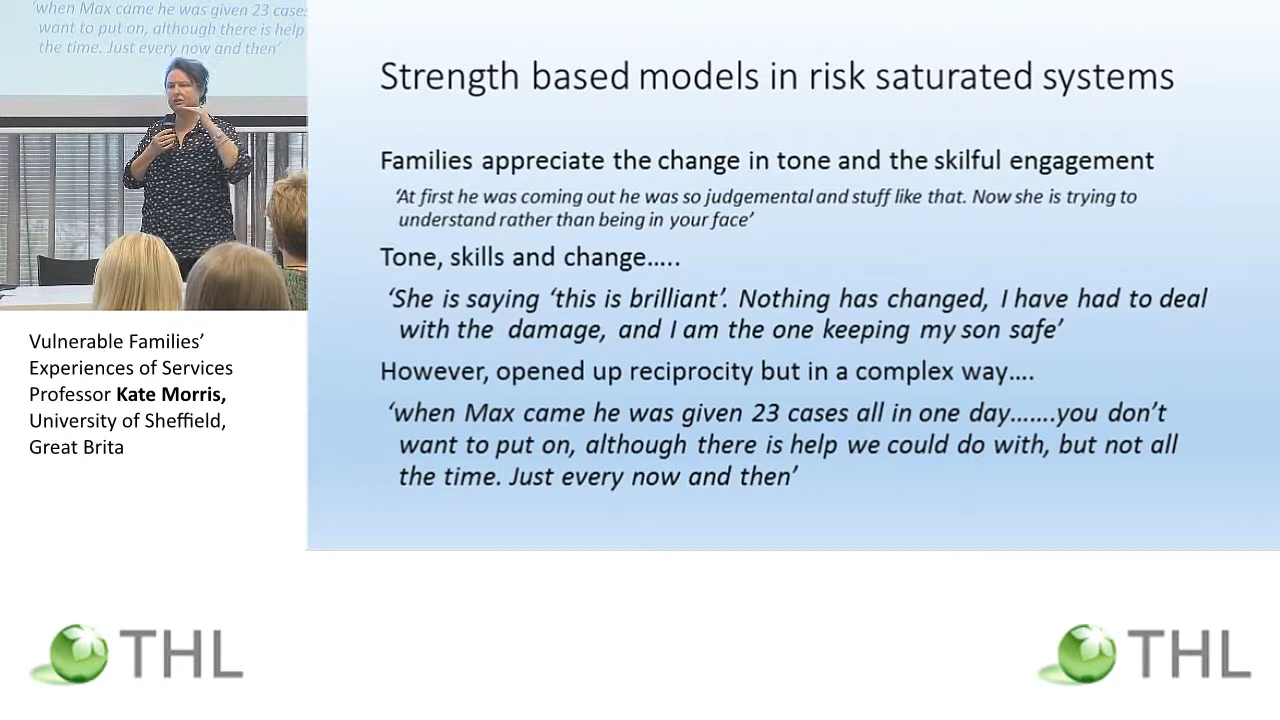 'when Max came he was given 23 cases
want to put on, although there is help
the time. Just every now and then'
Strength based models in risk saturated systems
Families appreciate the change in tone and the skilful engagement
'At first he was coming out he was so judgemental and stuff like that. Now she is trying to
understand rather than being in your face'
Tone, skills and change.....
'She is saying 'this is brilliant'. Nothing has changed, I have had to deal
with the damage, and I am the one keeping my son safe'
However, opened up reciprocity but in a complex way....
'when Max came he was given 23 cases all in one day.......you don't
want to put on, although there is help we could do with, but not all
the time. Just every now and then'
Vulnerable Families'
Experiences of Services
Professor Kate Morris,
University of Sheffield,
Great Brita
THL
THL